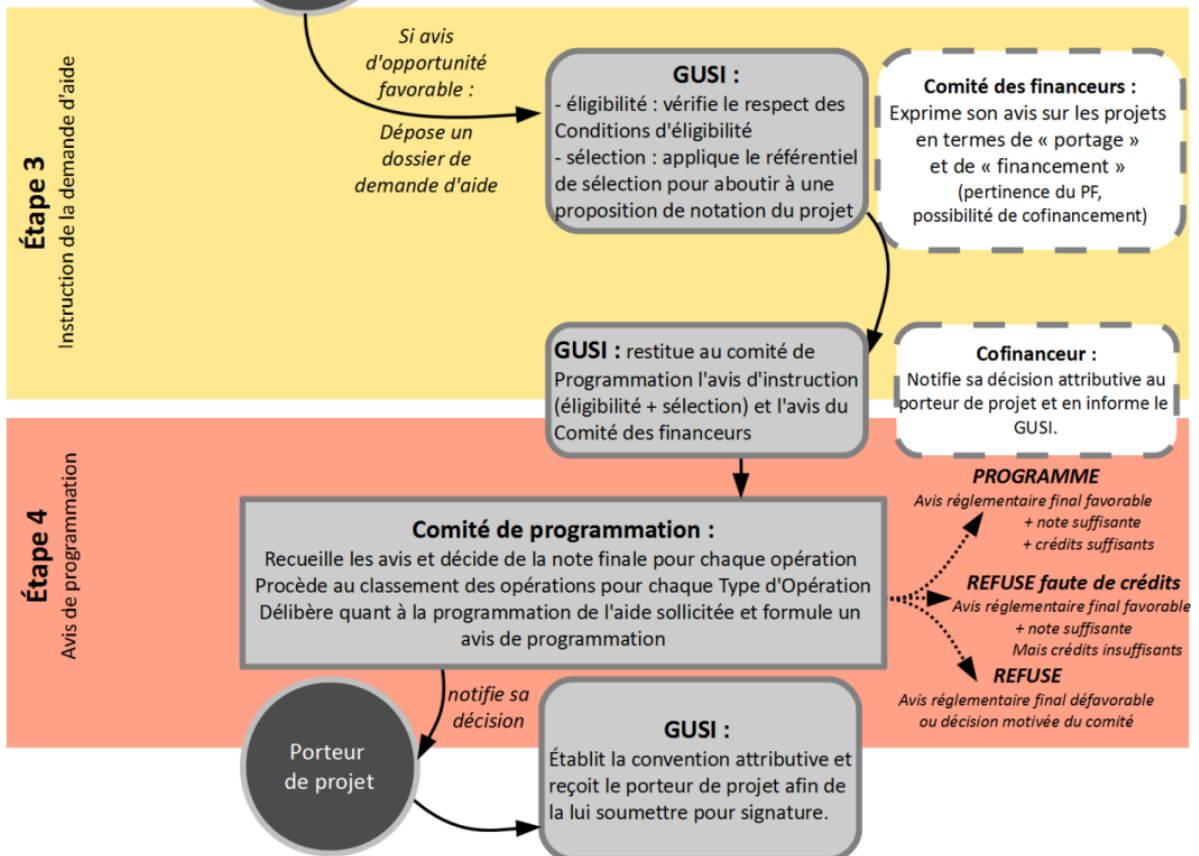 Étape 3
Instruction de la demande d'aide
Si avis
d'opportunité
favorable :
Dépose un
dossier de
demande d'aide
GUSI :
- éligibilité : vérifie le respect des
Conditions d'éligibilité
- sélection : applique le référentiel
de sélection pour aboutir à une
proposition de notation du projet
Comité des financeurs :
Exprime son avis sur les projets
en termes de « portage »
et de « financement »
(pertinence du PF,
possibilité de cofinancement)
GUSI : restitue au comité de
Programmation l'avis d'instruction
(éligibilité + sélection) et l'avis du
Comité des financeurs
Cofinanceur :
Notifie sa décision attributive au
porteur de projet et en informe le
GUSI.
Étape 4
Avis de programmation
Comité de programmation :
Recueille les avis et décide de la note finale pour chaque opération
Procède au classement des opérations pour chaque Type d'Opération
Délibère quant à la programmation de l'aide sollicitée et formule un
avis de programmation
PROGRAMME
Avis réglementaire final favorable
+ note suffisante
+ crédits suffisants
REFUSE faute de crédits
Avis réglementaire final favorable
+ note suffisante
Mais crédits insuffisants
REFUSE
Avis réglementaire final défavorable
ou décision motivée du comité
notifie sa
décision
Porteur
de projet
GUSI :
Établit la convention attributive et
reçoit le porteur de projet afin de
la lui soumettre pour signature.